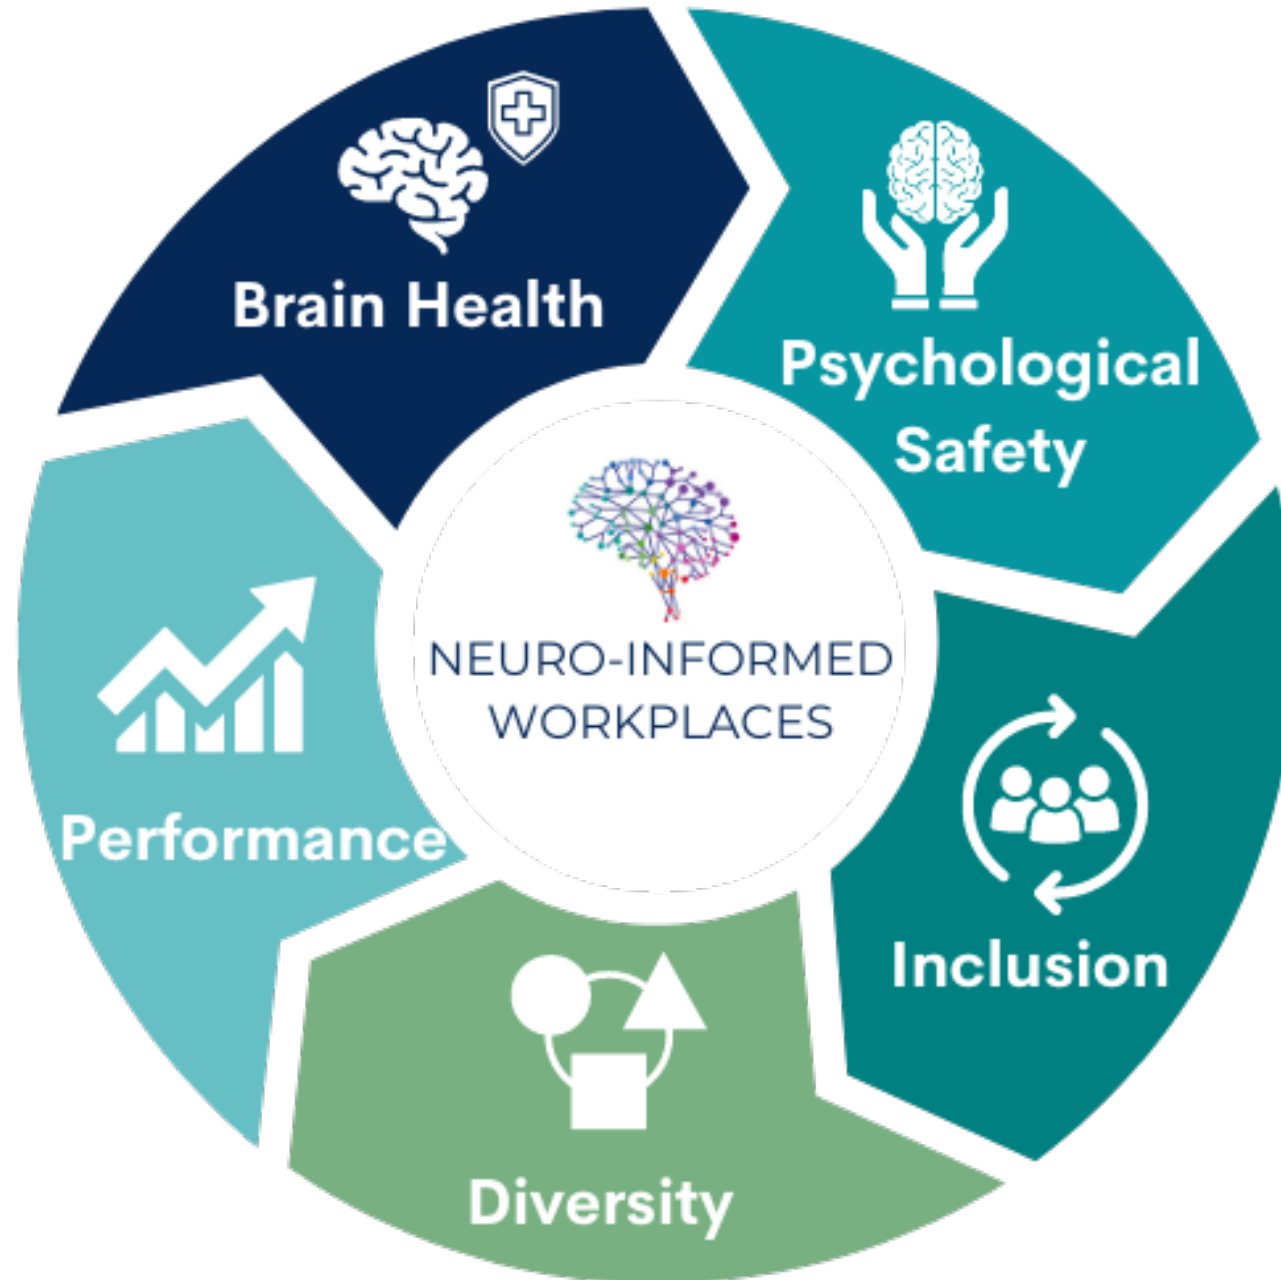 Brain Health
Psychological
Safety
Inclusion
Diversity
Performance
NEURO-INFORMED
WORKPLACES